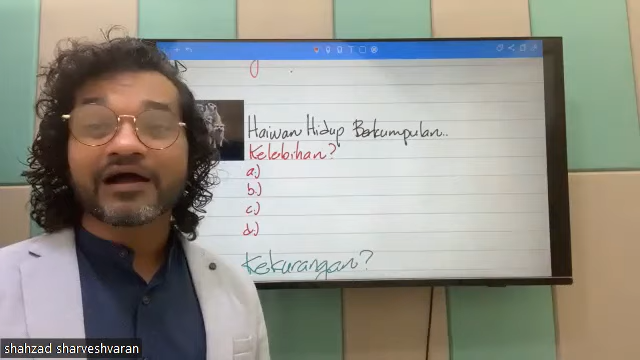 Haiwan Hidup Berkumpulan..
Kelebihan?
a.)
b.)
c.)
d.)
Kekurangan?
shahzad sharveshvaran